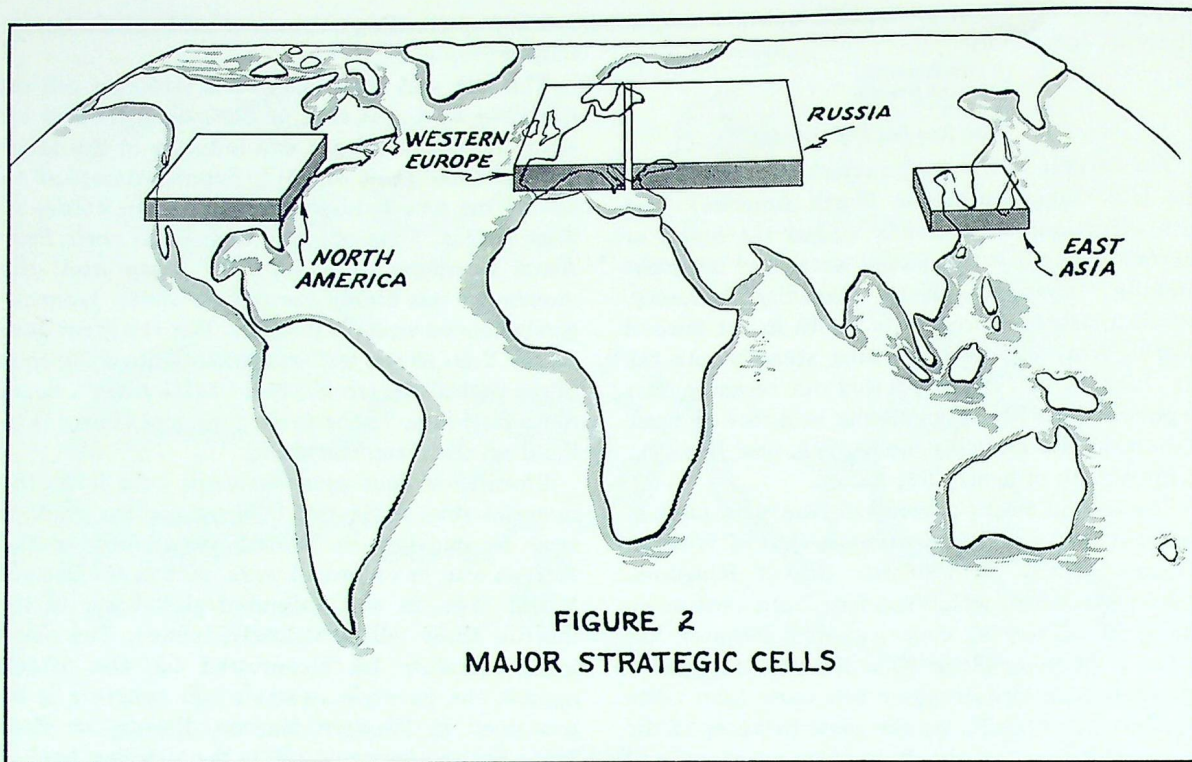 WESTERN
EUROPE
RUSSIA
NORTH
AMERICA
EAST
ASIA
FIGURE 2
MAJOR STRATEGIC CELLS